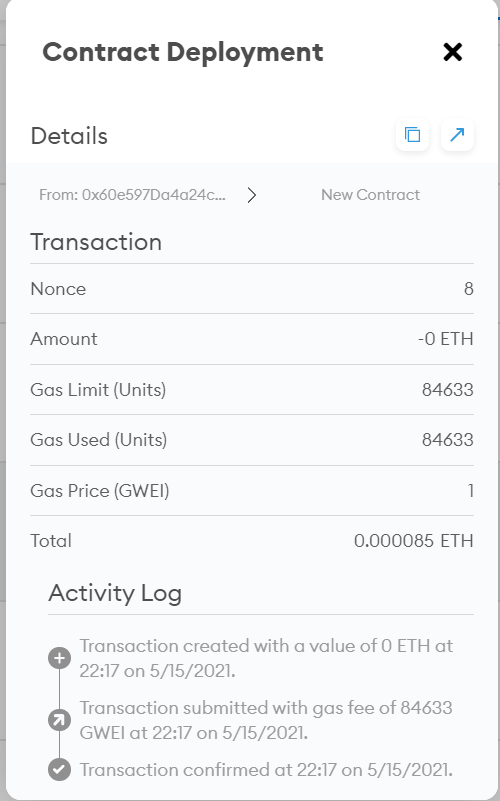 Contract Deployment
Details
From: 0x60e597Da4a24c... New Contract
Transaction
Nonce 8
Amount -0 ETH
Gas Limit (Units) 84633
Gas Used (Units) 84633
Gas Price (GWEI) 1
Total 0.000085 ETH
Activity Log
Transaction created with a value of 0 ETH at
22:17 on 5/15/2021.
Transaction submitted with gas fee of 84633
GWEI at 22:17 on 5/15/2021.
Transaction confirmed at 22:17 on 5/15/2021.